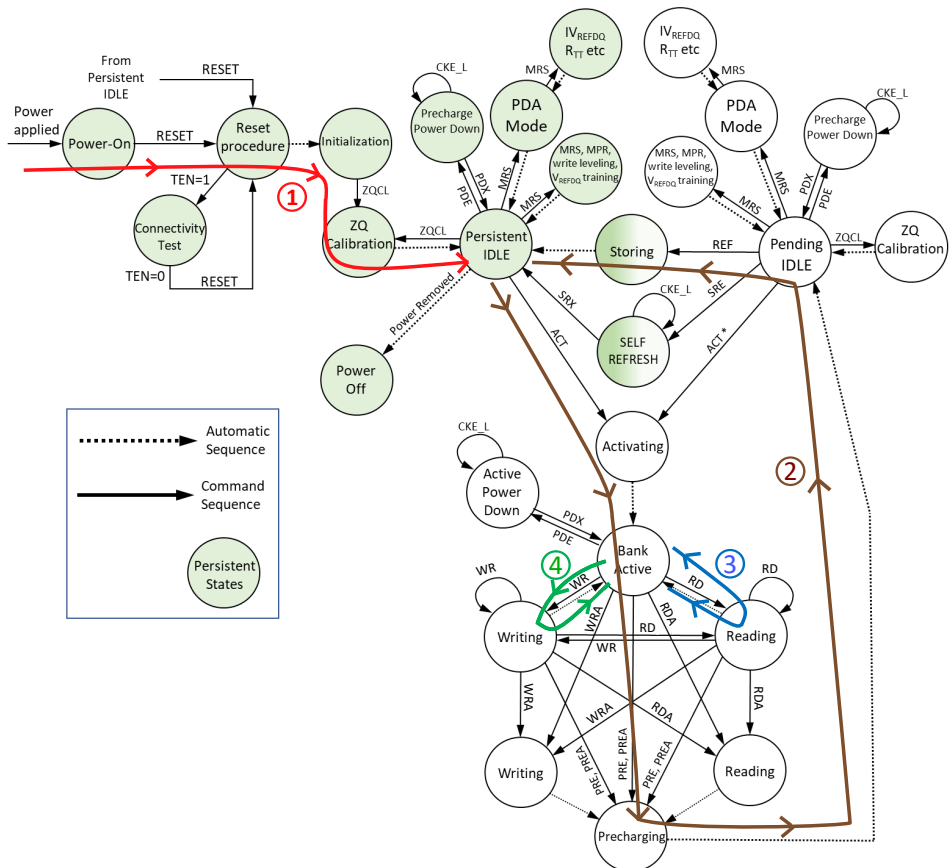 From
Persistent
IDLE
RESET
Power
applied
Power-On
RESET
Reset
procedure
Initialization
TEN=1
①
ZQCL
Connectivity
Test
TEN=0
RESET
ZQ
Calibration
ZQCL
CKE_L
Precharge
Power Down
PDX
PDE
IVREFDQ
RTT etc
MRS
PDA
Mode
MRS
MRS, MPR,
write leveling,
VREFDQ training
MRS
Persistent
IDLE
Power Removed
Power
Off
Storing
REF
SRX
CKE_L
SELF
REFRESH
SRE
ACT
ACT *
IVREFDQ
RTT etc
MRS
PDA
Mode
MRS
CKE_L
Precharge
Power Down
PDX
PDE
MRS, MPR,
write leveling,
VREFDQ training
MRS
Pending
IDLE
ZQCL
ZQ
Calibration
Automatic
Sequence
Command
Sequence
Persistent
States
Activating
CKE_L
Active
Power
Down
PDX
PDE
②
Bank
Active
④
③
WR
WR
RD
RD
WRA
RDA
Writing
RD
WR
Reading
WRA
WRA
RDA
RDA
Writing
PRE, PREA
PRE, PREA
PRE, PREA
Reading
Precharging